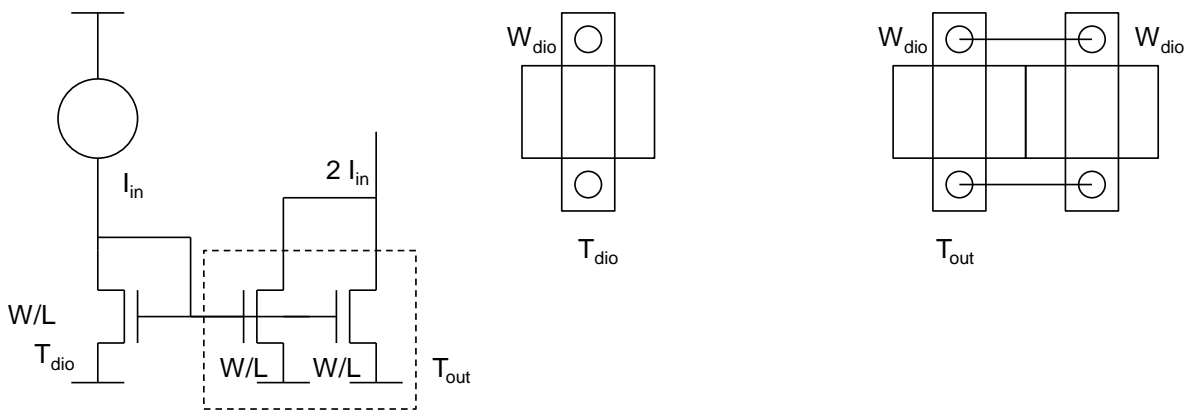 W_dio
W_dio
W_dio
I_in
2 I_in
T_dio
T_out
W/L
T_dio
W/L
W/L
T_out